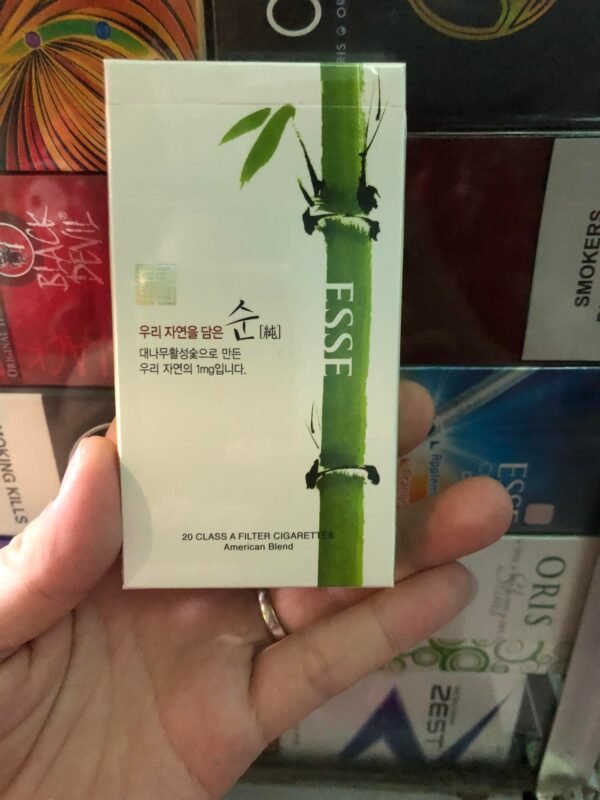 우리 자연을 담은 순 [純]
대나무활성숯으로 만든
우리 자연의 1mg입니다.
ESSE
20 CLASS A FILTER CIGARETTES
American Blend
BLACK
DEVIL
SMOKERS
SMOKING KILLS
ESSE
ORIS
ZEST